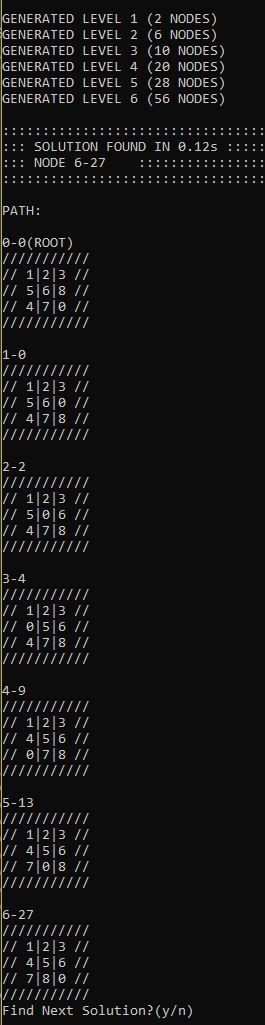 GENERATED LEVEL 1 (2 NODES)
GENERATED LEVEL 2 (6 NODES)
GENERATED LEVEL 3 (10 NODES)
GENERATED LEVEL 4 (20 NODES)
GENERATED LEVEL 5 (28 NODES)
GENERATED LEVEL 6 (56 NODES)
:::::::::::::::::::::::::::::::::
::: SOLUTION FOUND IN 0.12s :::::
::: NODE 6-27    ::::::::::::::::
:::::::::::::::::::::::::::::::::
PATH:
0-0(ROOT)
///////////
// 1|2|3 //
// 5|6|8 //
// 4|7|0 //
///////////
1-0
///////////
// 1|2|3 //
// 5|6|0 //
// 4|7|8 //
///////////
2-2
///////////
// 1|2|3 //
// 5|0|6 //
// 4|7|8 //
///////////
3-4
///////////
// 1|2|3 //
// 0|5|6 //
// 4|7|8 //
///////////
4-9
///////////
// 1|2|3 //
// 4|5|6 //
// 0|7|8 //
///////////
5-13
///////////
// 1|2|3 //
// 4|5|6 //
// 7|0|8 //
///////////
6-27
///////////
// 1|2|3 //
// 4|5|6 //
// 7|8|0 //
///////////
Find Next Solution?(y/n)